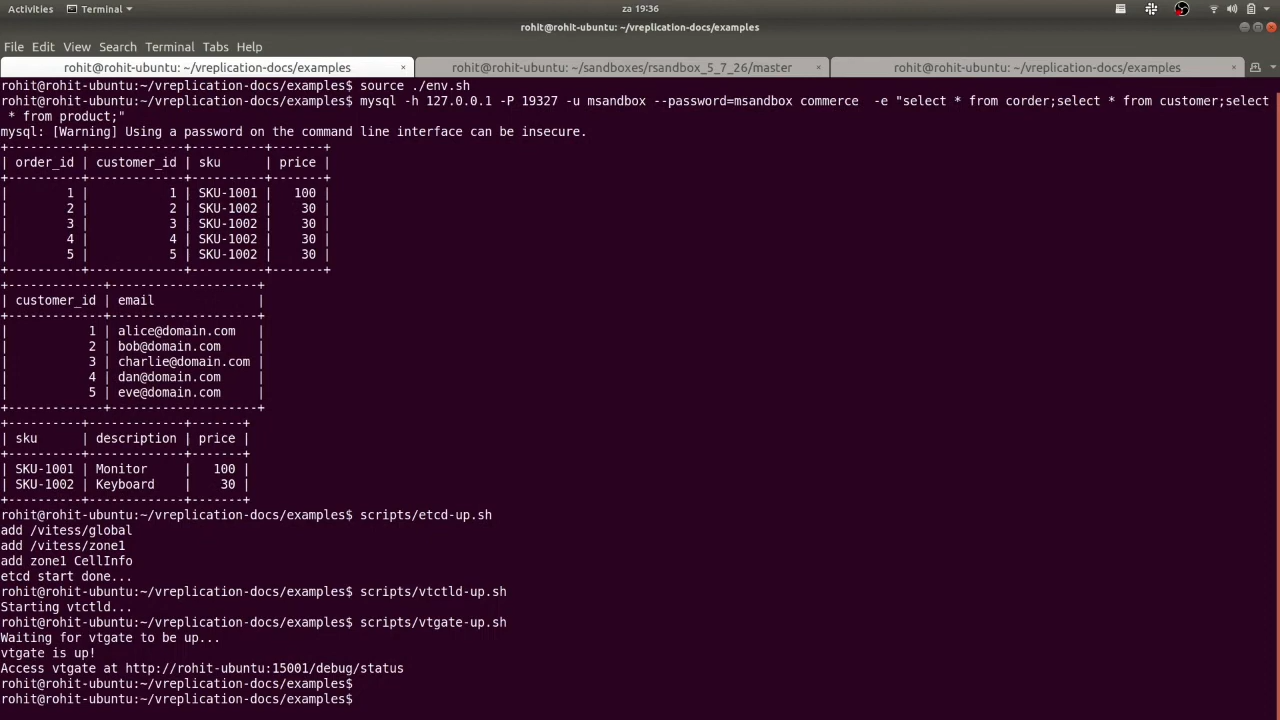 Activities Terminal za 19:36
rohit@rohit-ubuntu: ~/vreplication-docs/examples
File Edit View Search Terminal Tabs Help
rohit@rohit-ubuntu: ~/vreplication-docs/examples × rohit@rohit-ubuntu: ~/sandboxes/rsandbox_5_7_26/master × rohit@rohit-ubuntu: ~/vreplication-docs/examples ×
rohit@rohit-ubuntu:~/vreplication-docs/examples$ source ./env.sh
rohit@rohit-ubuntu:~/vreplication-docs/examples$ mysql -h 127.0.0.1 -P 19327 -u msandbox --password=msandbox commerce  -e "select * from corder;select * from customer;select
 * from product;"
mysql: [Warning] Using a password on the command line interface can be insecure.
+----------+-------------+----------+-------+
| order_id | customer_id | sku      | price |
+----------+-------------+----------+-------+
|        1 |           1 | SKU-1001 |   100 |
|        2 |           2 | SKU-1002 |    30 |
|        3 |           3 | SKU-1002 |    30 |
|        4 |           4 | SKU-1002 |    30 |
|        5 |           5 | SKU-1002 |    30 |
+----------+-------------+----------+-------+
+-------------+--------------------+
| customer_id | email              |
+-------------+--------------------+
|           1 | alice@domain.com   |
|           2 | bob@domain.com     |
|           3 | charlie@domain.com |
|           4 | dan@domain.com     |
|           5 | eve@domain.com     |
+-------------+--------------------+
+----------+-------------+-------+
| sku      | description | price |
+----------+-------------+-------+
| SKU-1001 | Monitor     |   100 |
| SKU-1002 | Keyboard    |    30 |
+----------+-------------+-------+
rohit@rohit-ubuntu:~/vreplication-docs/examples$ scripts/etcd-up.sh
add /vitess/global
add /vitess/zone1
add zone1 CellInfo
etcd start done...
rohit@rohit-ubuntu:~/vreplication-docs/examples$ scripts/vtctld-up.sh
Starting vtctld...
rohit@rohit-ubuntu:~/vreplication-docs/examples$ scripts/vtgate-up.sh
Waiting for vtgate to be up...
vtgate is up!
Access vtgate at http://rohit-ubuntu:15001/debug/status
rohit@rohit-ubuntu:~/vreplication-docs/examples$
rohit@rohit-ubuntu:~/vreplication-docs/examples$